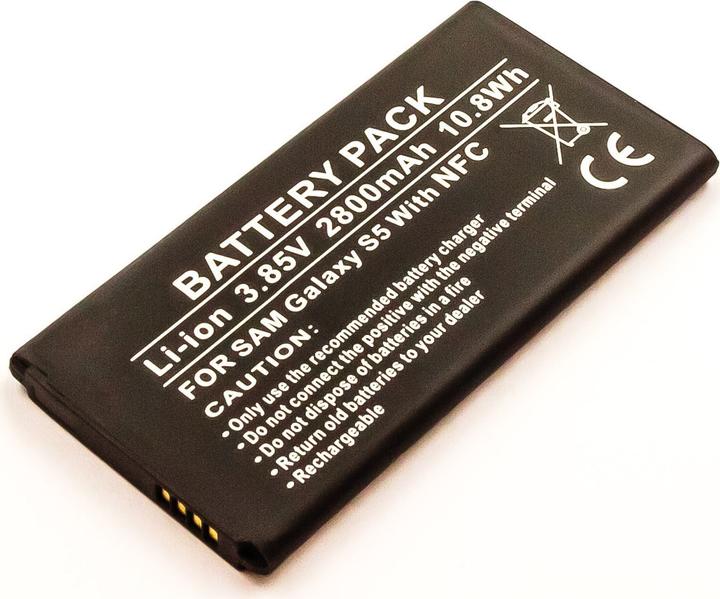 BATTERY PACK
Li-ion 3.85V 2800mAh 10.8Wh
FOR SAM Galaxy S5 With NFC
CAUTION:
• Only use the recommended battery charger
• Do not connect the positive with the negative terminal
• Do not dispose of batteries in a fire
• Return old batteries to your dealer
• Rechargeable
CE